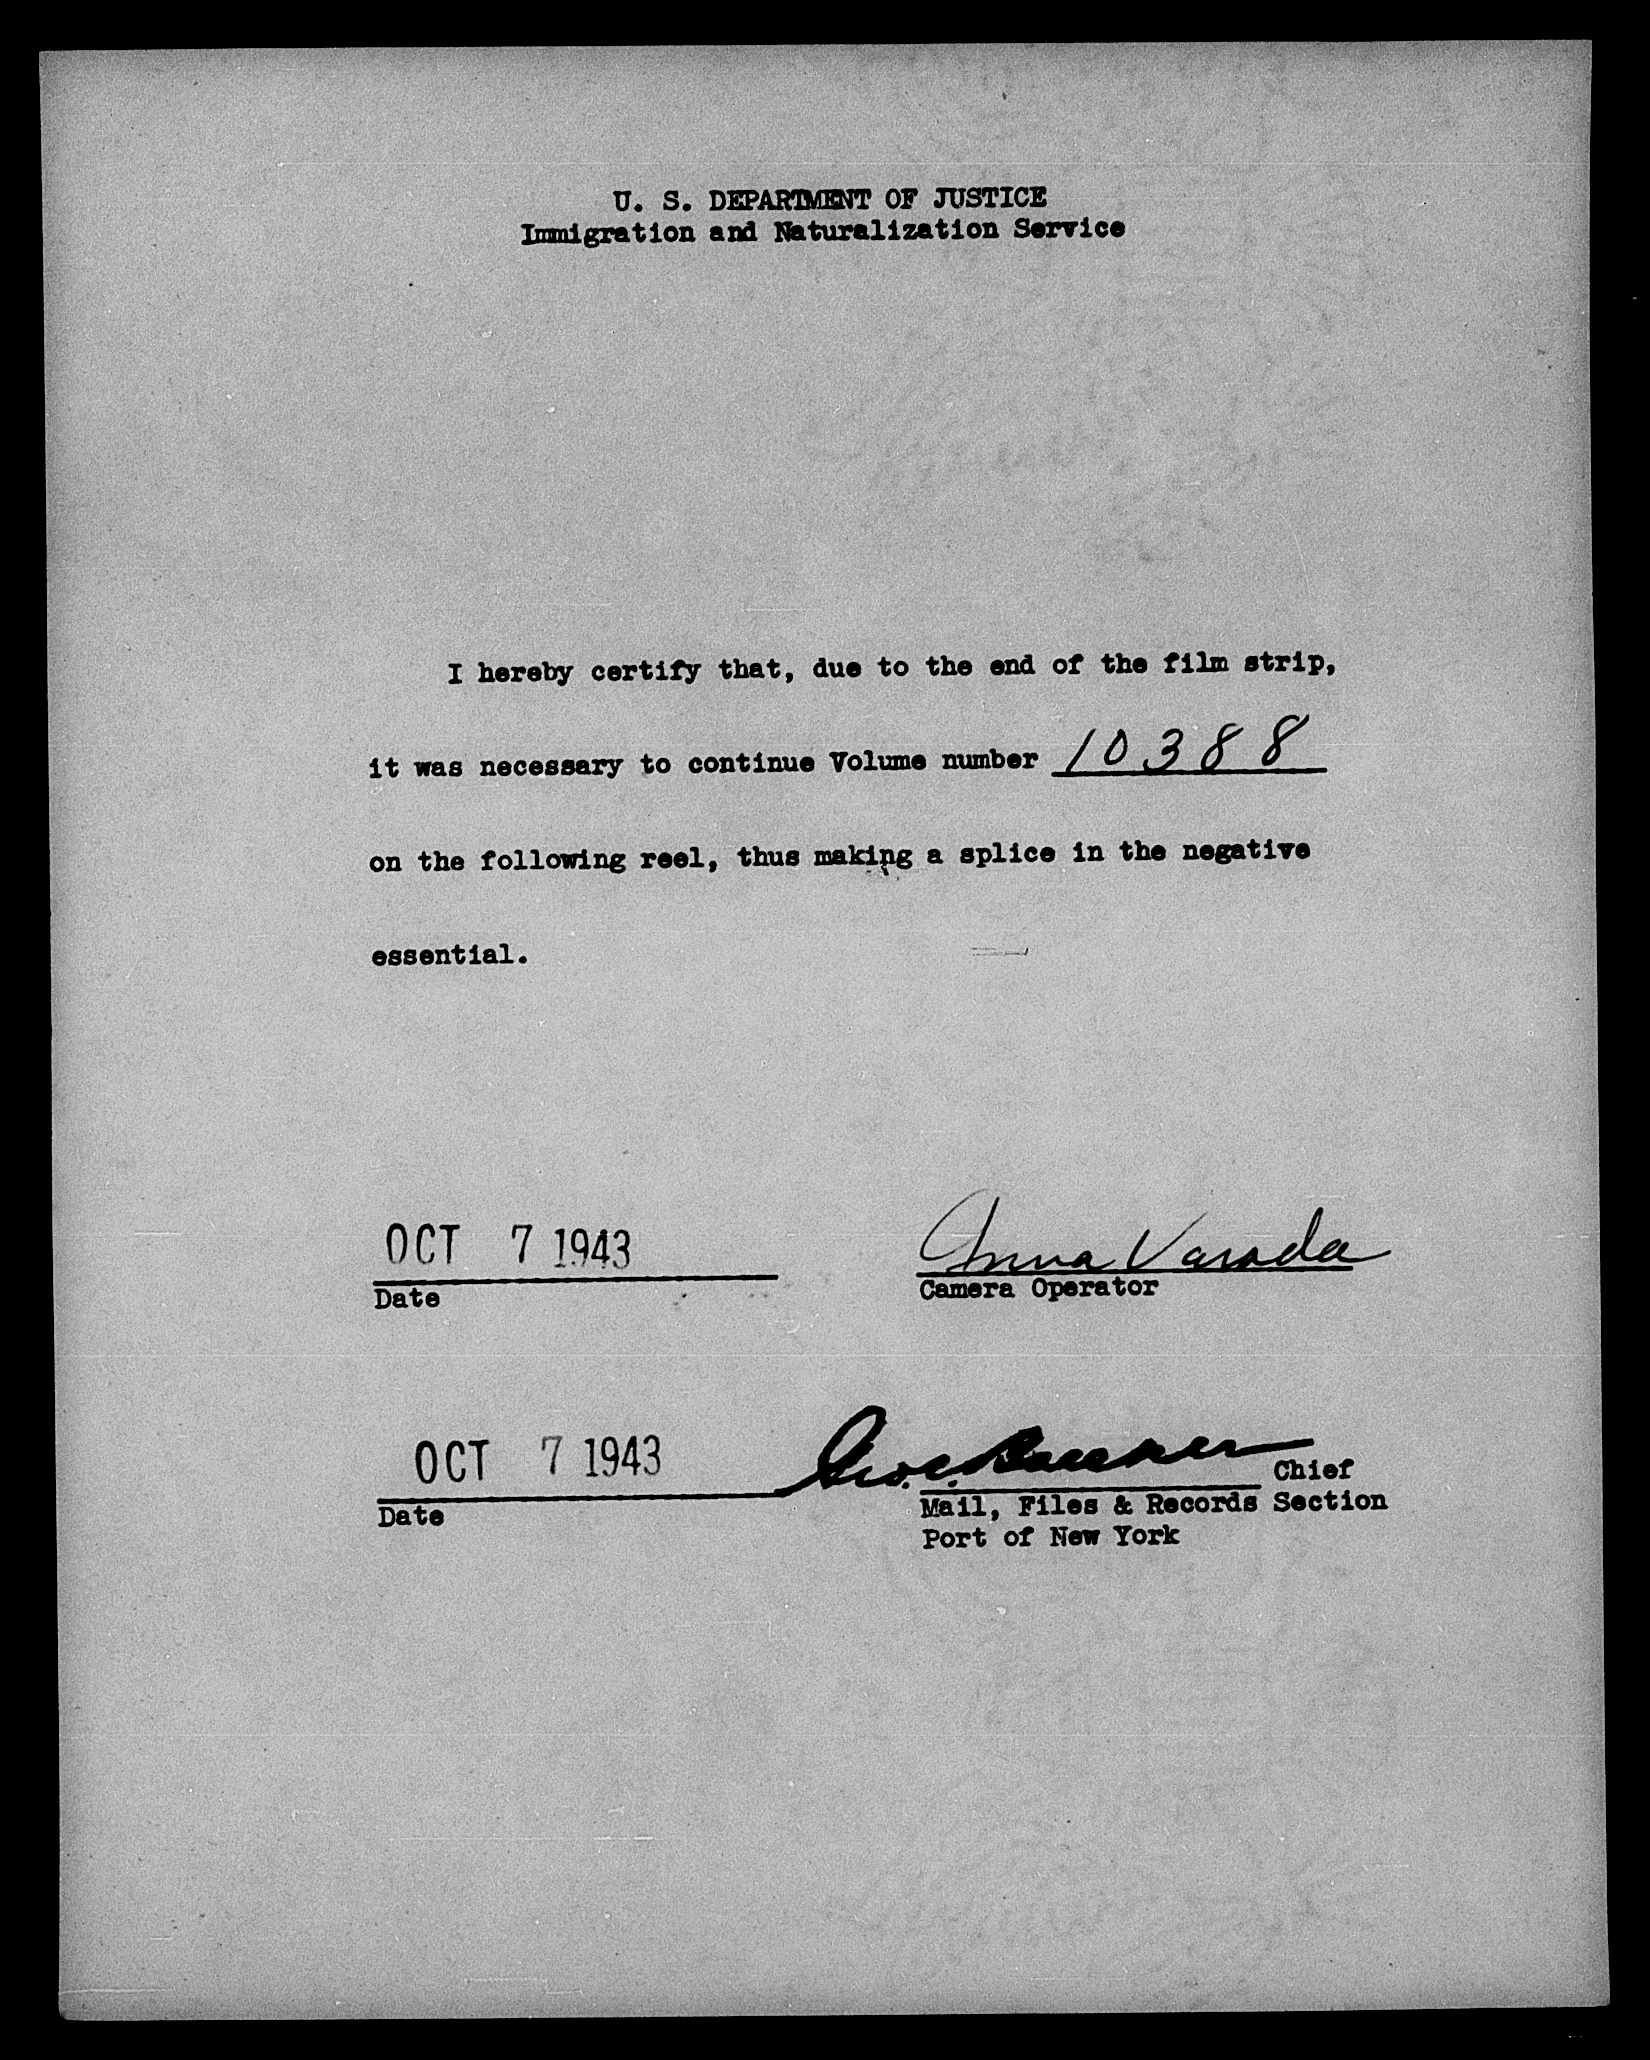 U. S. DEPARTMENT OF JUSTICE
Immigration and Naturalization Service
I hereby certify that, due to the end of the film strip,
it was necessary to continue Volume number 10388
on the following reel, thus making a splice in the negative
essential.
OCT 7 1943
Anna Varada
Date
Camera Operator
OCT 7 1943
Chief
Date
Mail, Files & Records Section
Port of New York